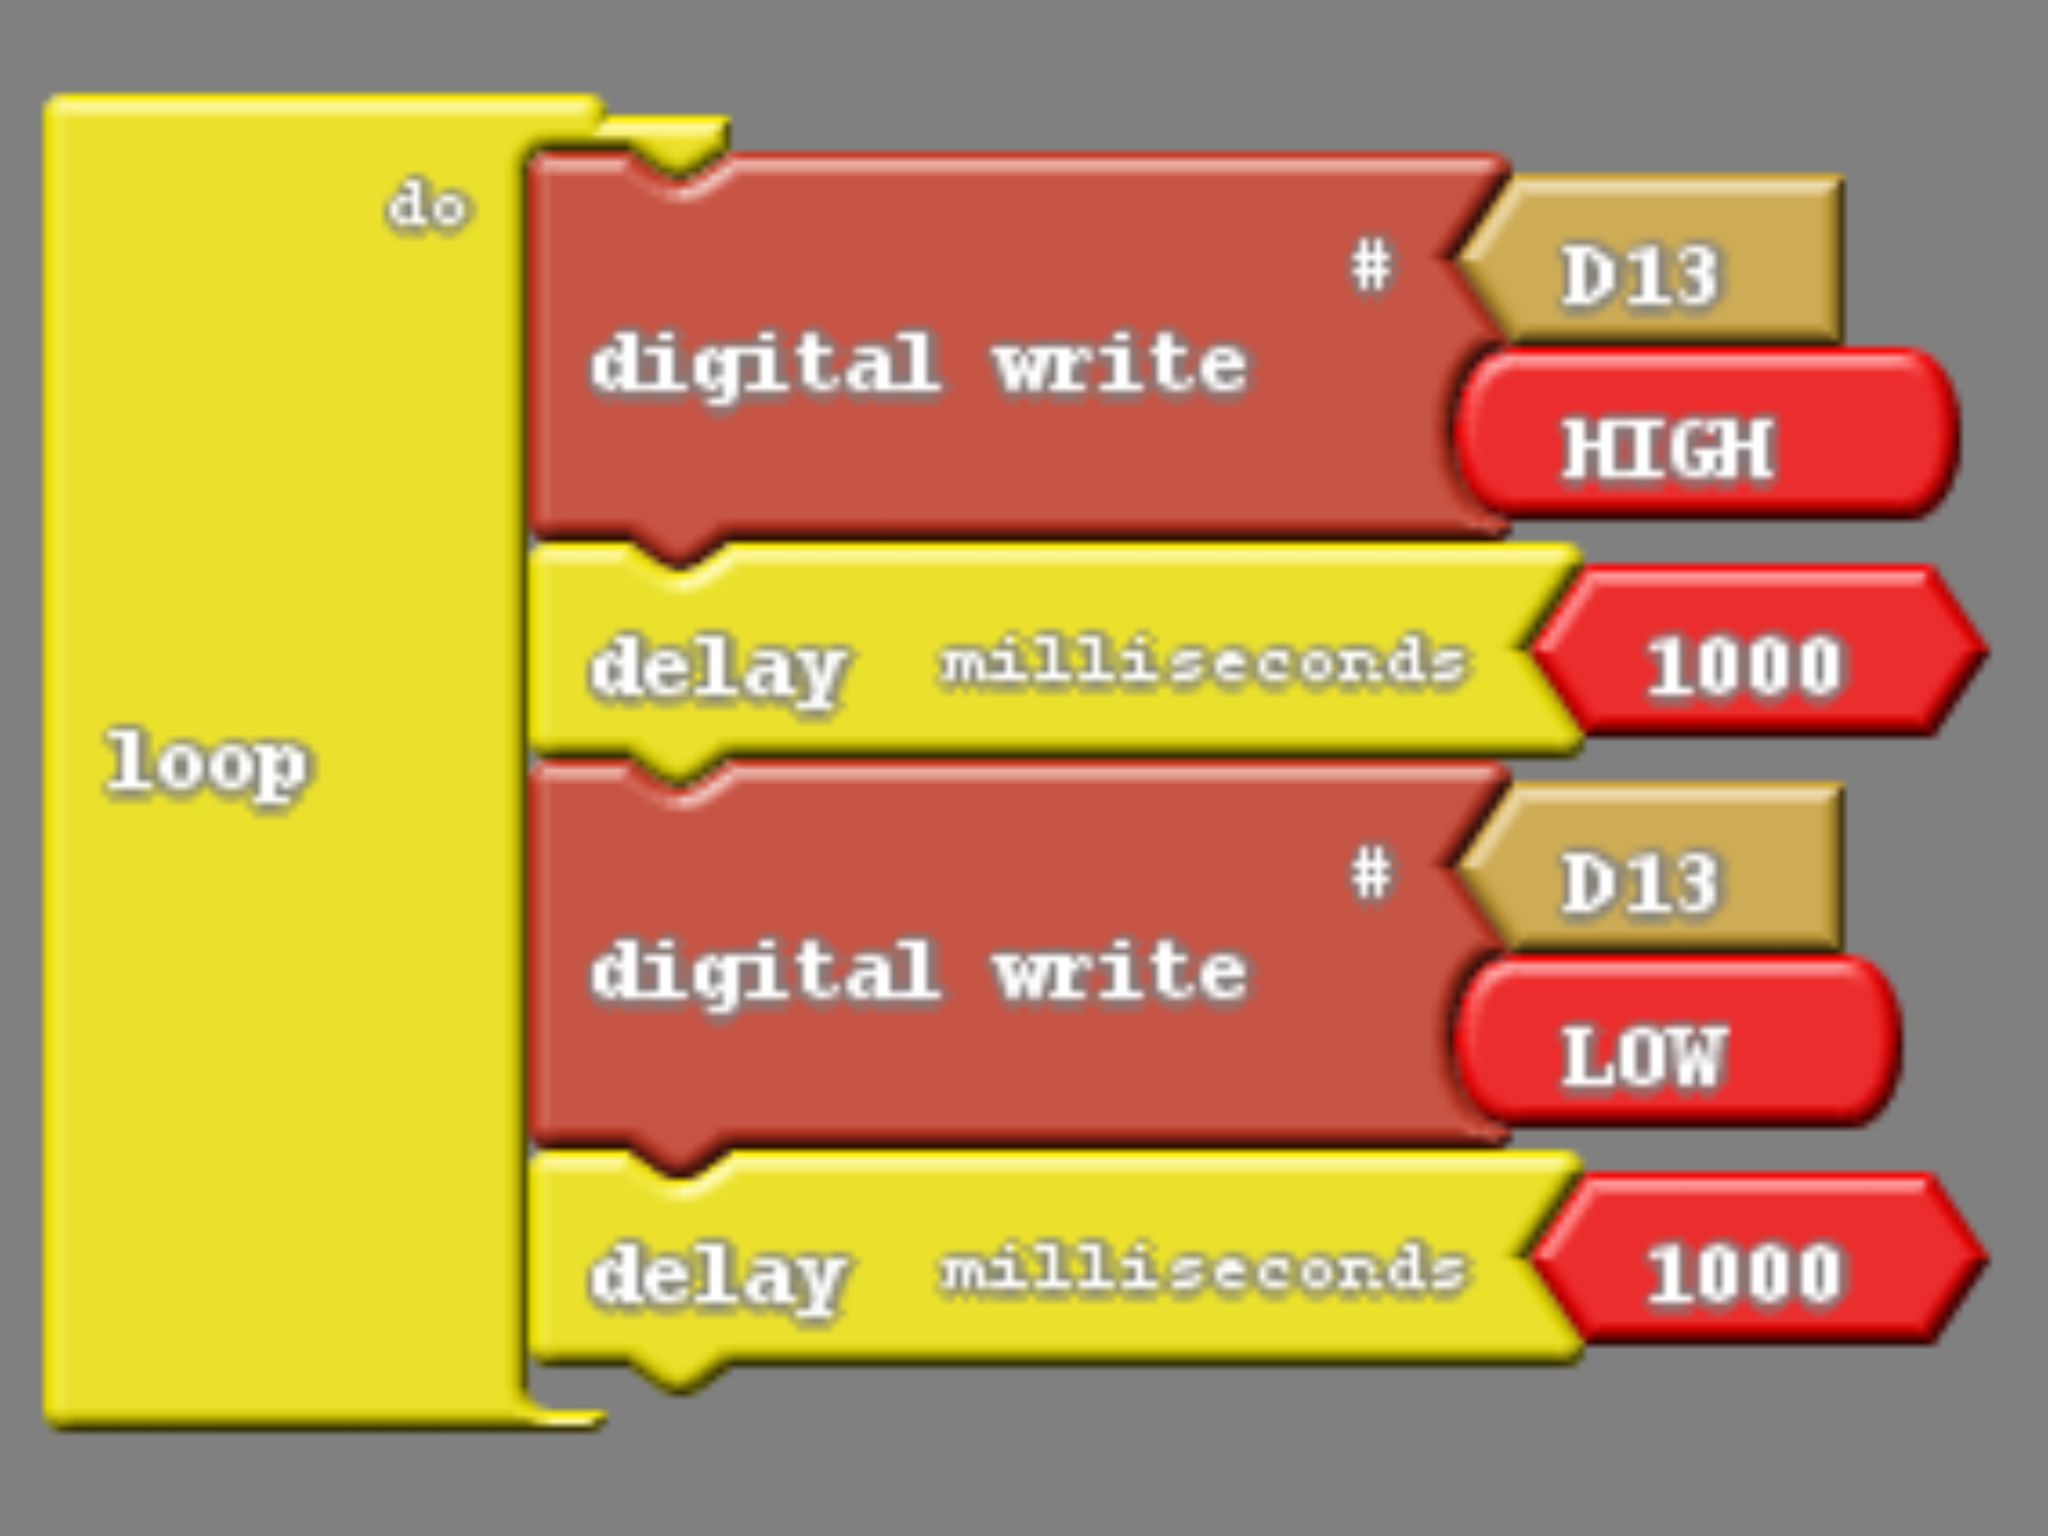 do
#
D13
digital write
HIGH
delay milliseconds 1000
loop
#
D13
digital write
LOW
delay milliseconds 1000